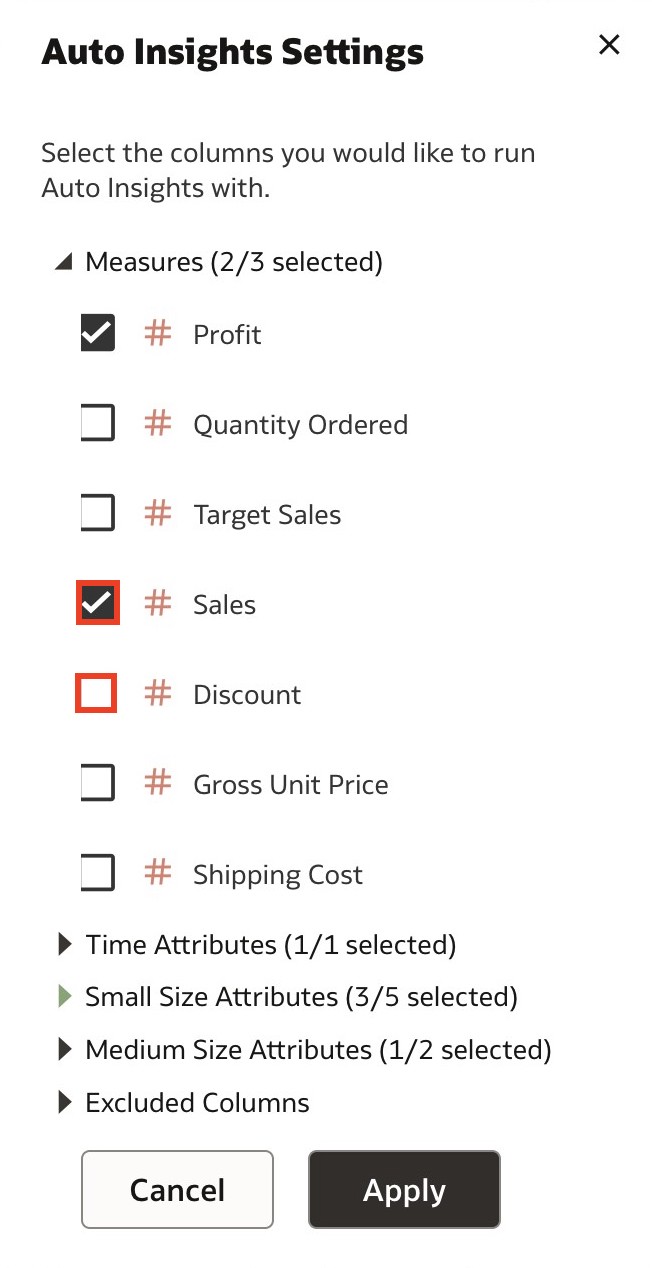 Auto Insights Settings
Select the columns you would like to run
Auto Insights with.
Measures (2/3 selected)
# Profit
# Quantity Ordered
# Target Sales
# Sales
# Discount
# Gross Unit Price
# Shipping Cost
Time Attributes (1/1 selected)
Small Size Attributes (3/5 selected)
Medium Size Attributes (1/2 selected)
Excluded Columns
Cancel Apply